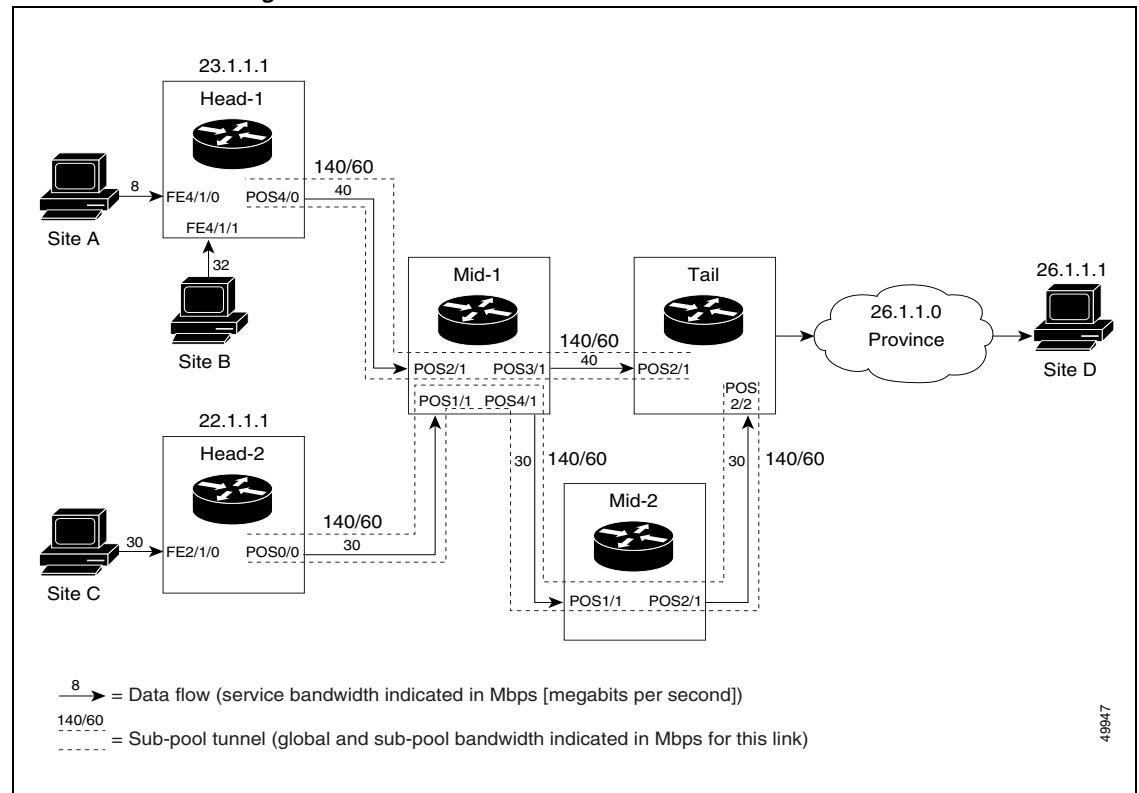 23.1.1.1
Head-1
140/60
8
FE4/1/0
POS4/0
40
Site A
FE4/1/1
32
Site B
Mid-1
Tail
26.1.1.1
26.1.1.0
Province
140/60
40
POS2/1
POS3/1
POS2/1
Site D
POS1/1
POS4/1
POS
2/2
22.1.1.1
Head-2
30
140/60
30
140/60
Mid-2
140/60
30
FE2/1/0
POS0/0
30
Site C
POS1/1
POS2/1
8
= Data flow (service bandwidth indicated in Mbps [megabits per second])
140/60
= Sub-pool tunnel (global and sub-pool bandwidth indicated in Mbps for this link)
49947